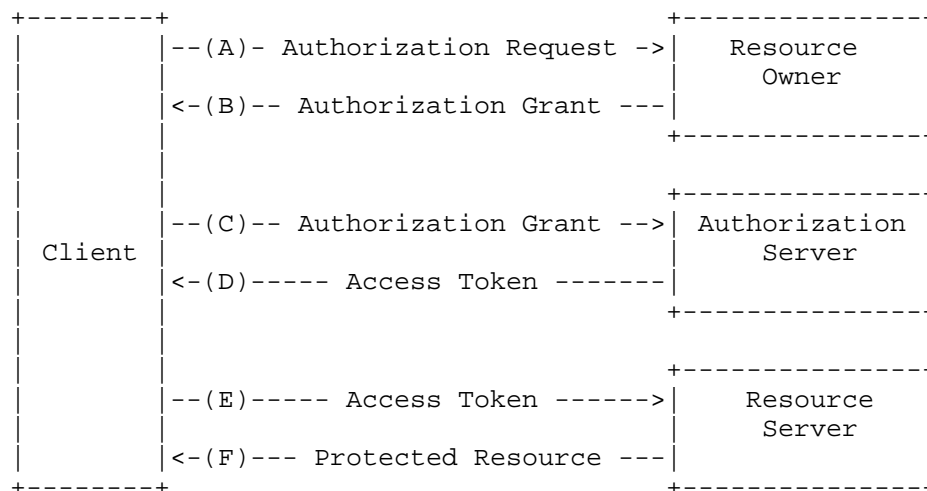 +--------+                               +---------------
|        |--(A)- Authorization Request ->|   Resource
|        |                               |     Owner
|        |<-(B)-- Authorization Grant ---|
|        |                               +---------------
|        |
|        |                               +---------------
|        |--(C)-- Authorization Grant -->| Authorization
| Client |                               |     Server
|        |<-(D)----- Access Token -------|
|        |                               +---------------
|        |
|        |                               +---------------
|        |--(E)----- Access Token ------>|    Resource
|        |                               |     Server
|        |<-(F)--- Protected Resource ---|
+--------+                               +---------------